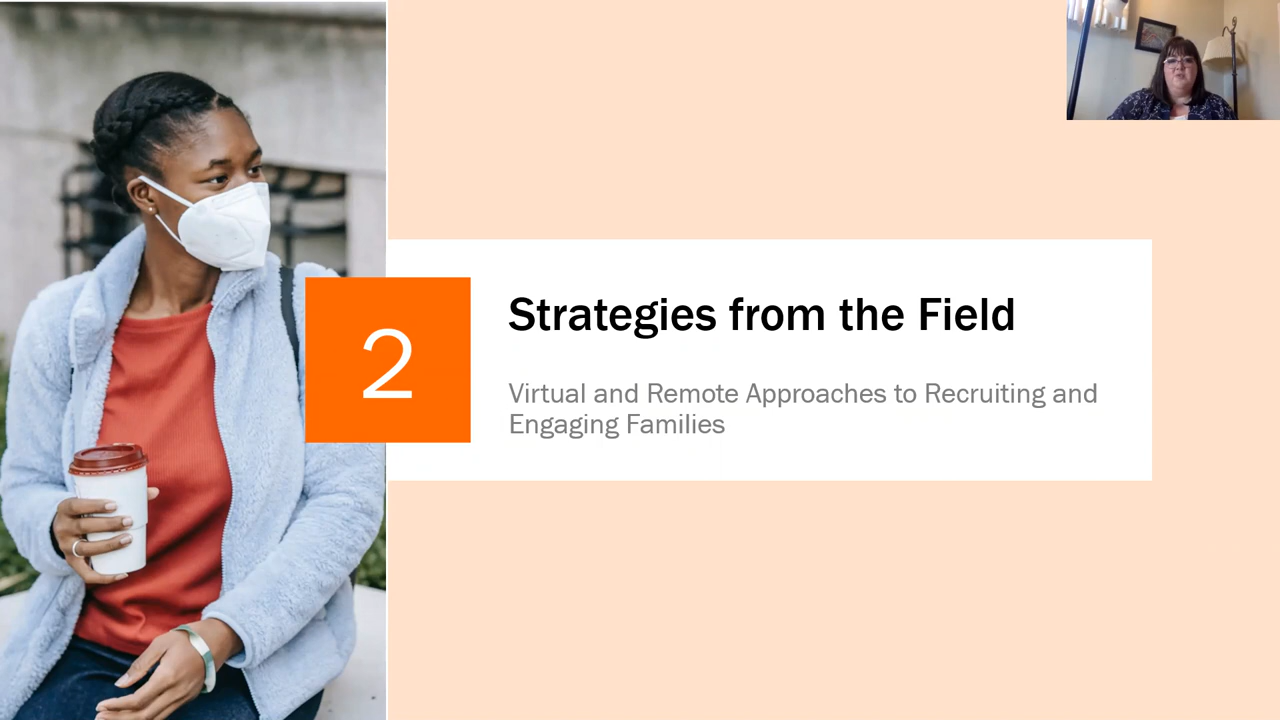 2
Strategies from the Field
Virtual and Remote Approaches to Recruiting and
Engaging Families